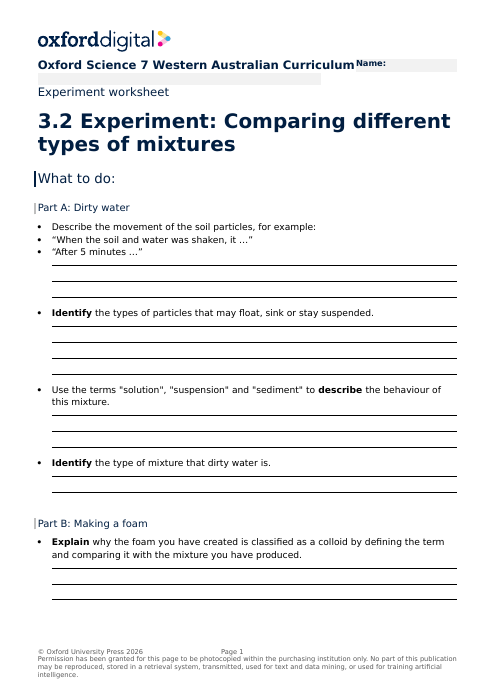 oxforddigital
Oxford Science 7 Western Australian Curriculum Name:
Experiment worksheet
3.2 Experiment: Comparing different
types of mixtures
What to do:
Part A: Dirty water
• Describe the movement of the soil particles, for example:
• “When the soil and water was shaken, it …”
• “After 5 minutes …”
• Identify the types of particles that may float, sink or stay suspended.
• Use the terms "solution", "suspension" and "sediment" to describe the behaviour of
this mixture.
• Identify the type of mixture that dirty water is.
Part B: Making a foam
• Explain why the foam you have created is classified as a colloid by defining the term
and comparing it with the mixture you have produced.
© Oxford University Press 2026 Page 1
Permission has been granted for this page to be photocopied within the purchasing institution only. No part of this publication
may be reproduced, stored in a retrieval system, transmitted, used for text and data mining, or used for training artificial
intelligence.